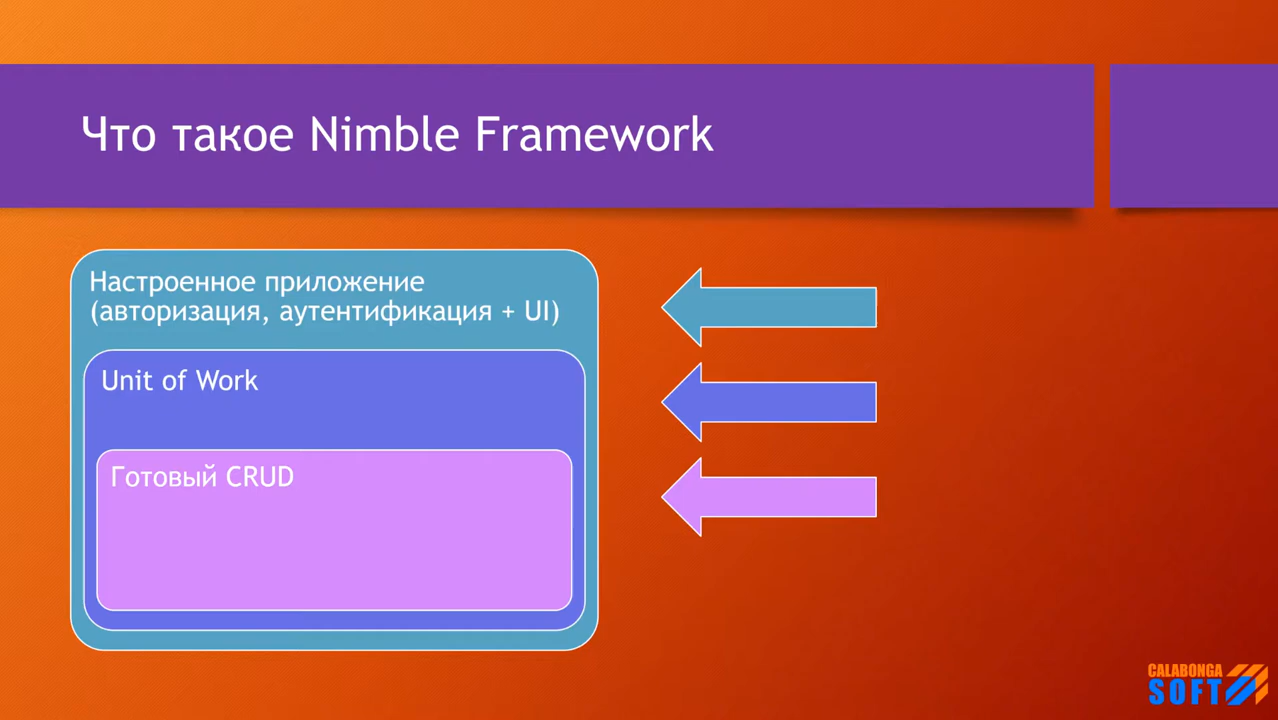 Что такое Nimble Framework
Настроенное приложение
(авторизация, аутентификация + UI)
Unit of Work
Готовый CRUD
CALABONGA
SOFT